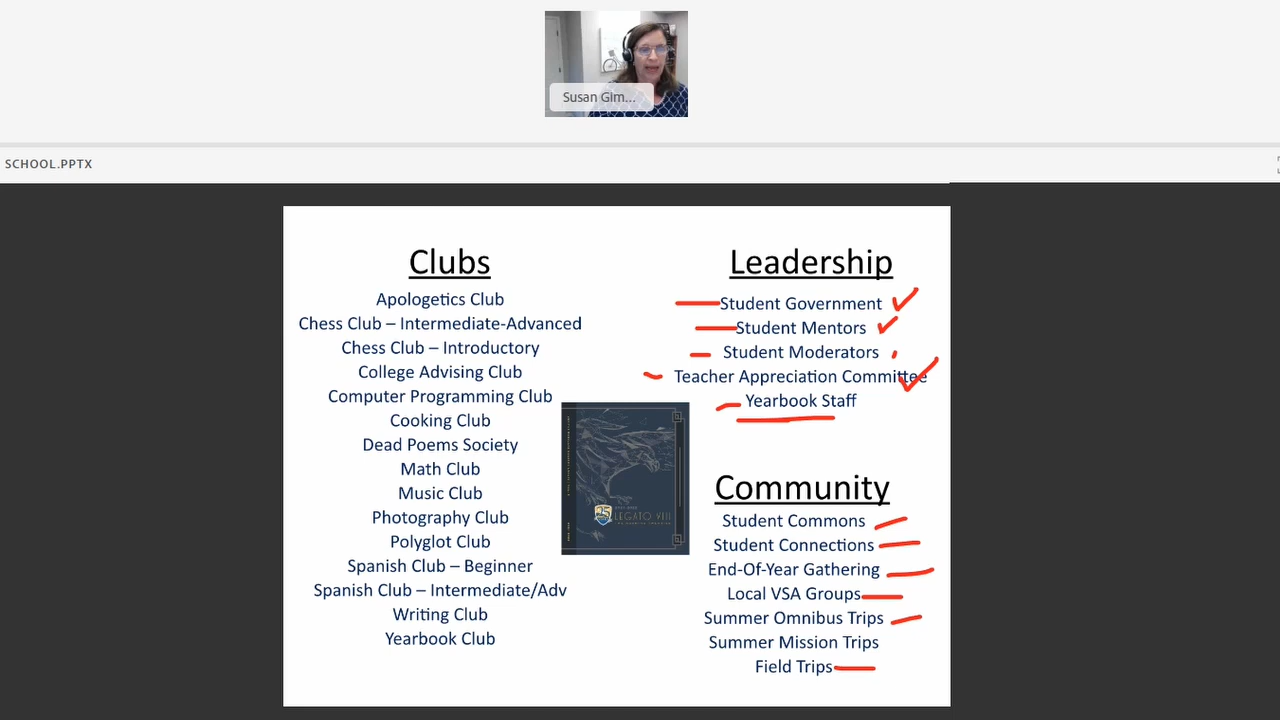 Susan Gim...
SCHOOL.PPTX
Clubs
Apologetics Club
Chess Club – Intermediate-Advanced
Chess Club – Introductory
College Advising Club
Computer Programming Club
Cooking Club
Dead Poems Society
Math Club
Music Club
Photography Club
Polyglot Club
Spanish Club – Beginner
Spanish Club – Intermediate/Adv
Writing Club
Yearbook Club
LEGATO VIII
Leadership
Student Government
Student Mentors
Student Moderators
Teacher Appreciation Committee
Yearbook Staff
Community
Student Commons
Student Connections
End-Of-Year Gathering
Local VSA Groups
Summer Omnibus Trips
Summer Mission Trips
Field Trips